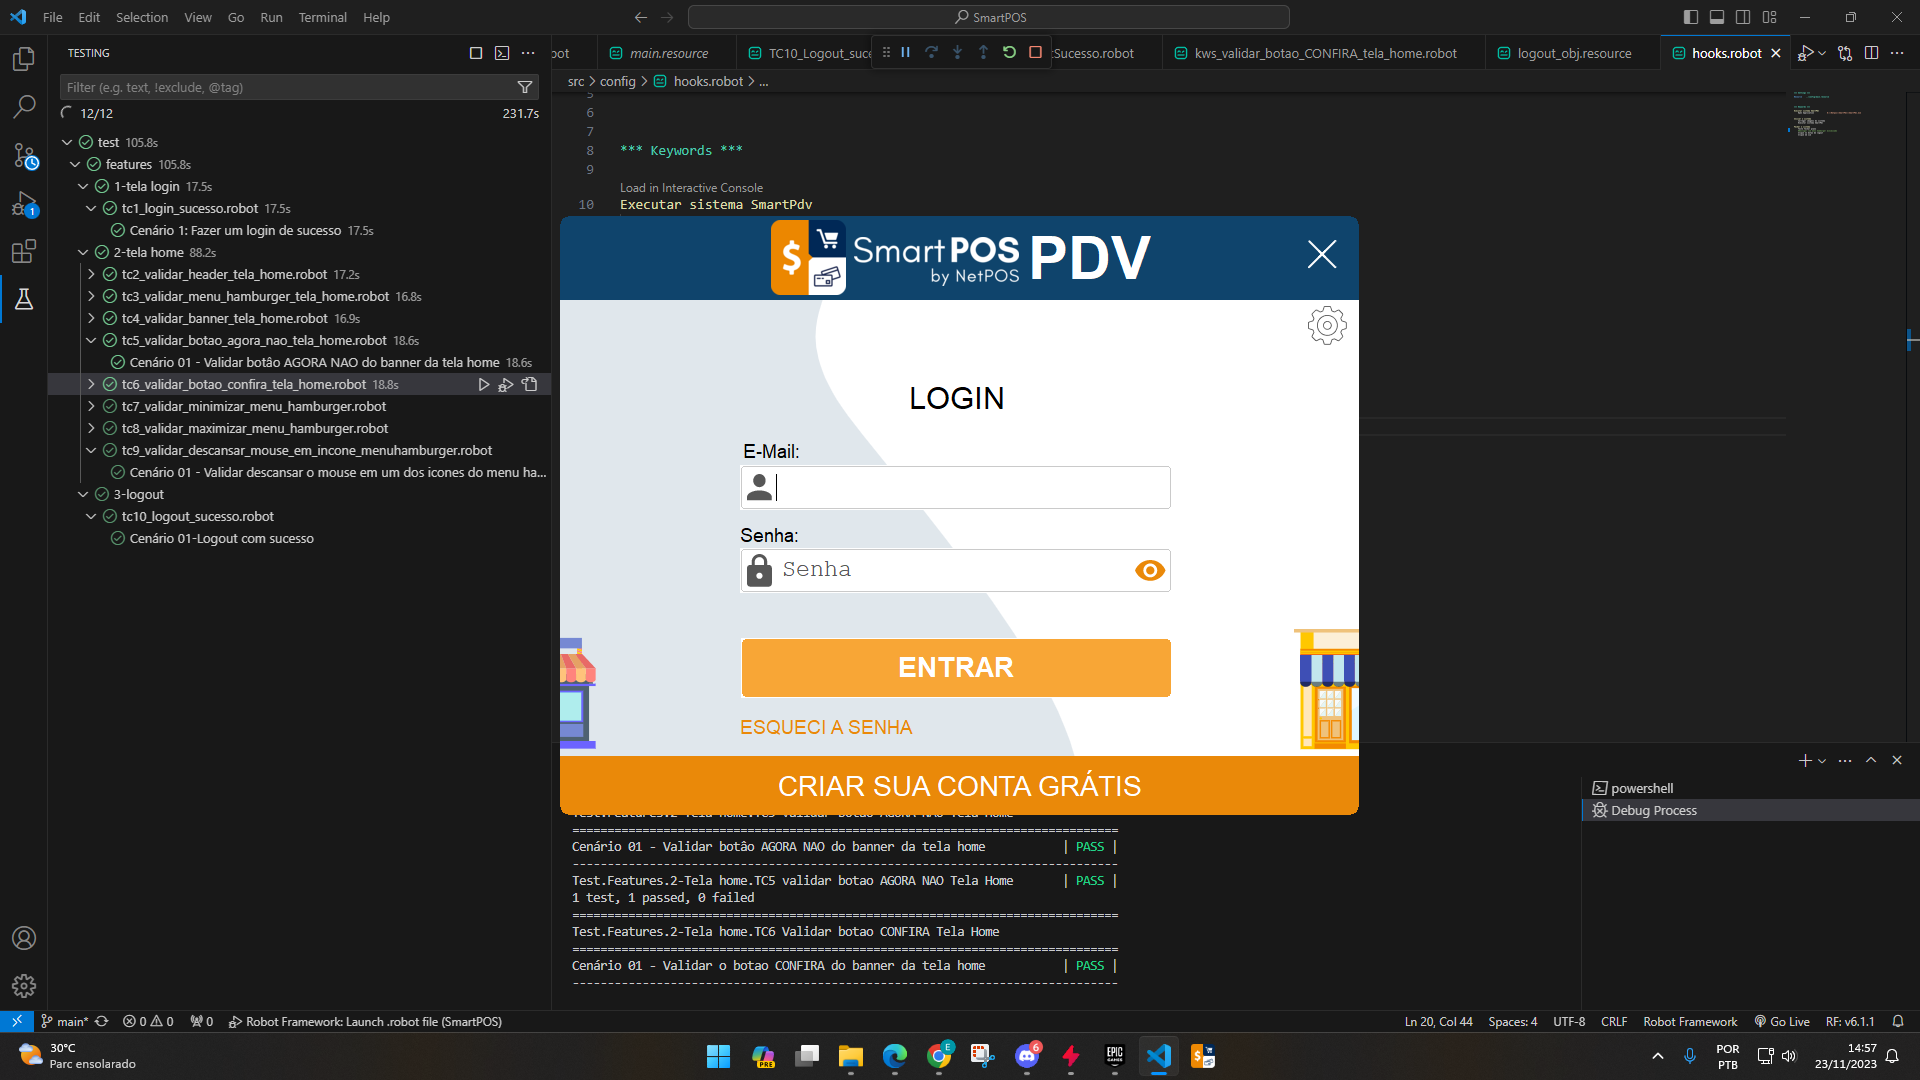 File Edit Selection View Go Run Terminal Help
SmartPOS
TESTING
bot
main.resource
TC10_Logout_suce
cSucesso.robot
kws_validar_botao_CONFIRA_tela_home.robot
logout_obj.resource
hooks.robot
Filter (e.g. text, !exclude, @tag)
src > config > hooks.robot > ...
12/12
231.7s
test 105.8s
features 105.8s
1-tela login 17.5s
tc1_login_sucesso.robot 17.5s
Cenário 1: Fazer um login de sucesso 17.5s
2-tela home 88.2s
tc2_validar_header_tela_home.robot 17.2s
tc3_validar_menu_hamburger_tela_home.robot 16.8s
tc4_validar_banner_tela_home.robot 16.9s
tc5_validar_botao_agora_nao_tela_home.robot 18.6s
Cenário 01 - Validar botâo AGORA NAO do banner da tela home 18.6s
tc6_validar_botao_confira_tela_home.robot 18.8s
tc7_validar_minimizar_menu_hamburger.robot
tc8_validar_maximizar_menu_hamburger.robot
tc9_validar_descansar_mouse_em_incone_menuhamburger.robot
Cenário 01 - Validar descansar o mouse em um dos icones do menu ha...
3-logout
tc10_logout_sucesso.robot
Cenário 01-Logout com sucesso
5
6
7
8 *** Keywords ***
9
Load in Interactive Console
10 Executar sistema SmartPdv
$ SmartPOS PDV
by NetPOS
LOGIN
E-Mail:
Senha:
Senha
ENTRAR
ESQUECI A SENHA
CRIAR SUA CONTA GRÁTIS
powershell
Debug Process
==============================================================================
Cenário 01 - Validar botâo AGORA NAO do banner da tela home | PASS |
------------------------------------------------------------------------------
Test.Features.2-Tela home.TC5 validar botao AGORA NAO Tela Home | PASS |
1 test, 1 passed, 0 failed
==============================================================================
Test.Features.2-Tela home.TC6 Validar botao CONFIRA Tela Home
==============================================================================
Cenário 01 - Validar o botao CONFIRA do banner da tela home | PASS |
------------------------------------------------------------------------------
main* 0 0 0 Robot Framework: Launch .robot file (SmartPOS)
Ln 20, Col 44 Spaces: 4 UTF-8 CRLF Robot Framework Go Live RF: v6.1.1
30°C
Parc ensolarado
PRE
E
6
EPIC GAMES
POR
PTB
14:57
23/11/2023
1